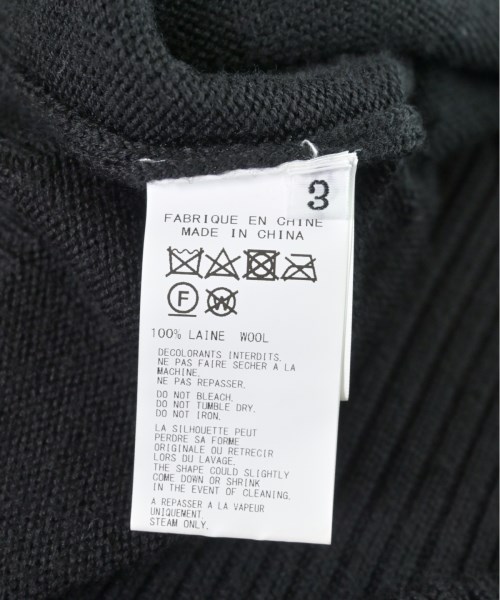 3
FABRIQUE EN CHINE
MADE IN CHINA
F W
100% LAINE WOOL
DECOLORANTS INTERDITS.
NE PAS FAIRE SECHER A LA
MACHINE.
NE PAS REPASSER.
DO NOT BLEACH.
DO NOT TUMBLE DRY.
DO NOT IRON.
LA SILHOUETTE PEUT
PERDRE SA FORME
ORIGINALE OU RETRECIR
LORS DU LAVAGE.
THE SHAPE COULD SLIGHTLY
COME DOWN OR SHRINK
IN THE EVENT OF CLEANING.
A REPASSER A LA VAPEUR
UNIQUEMENT.
STEAM ONLY.